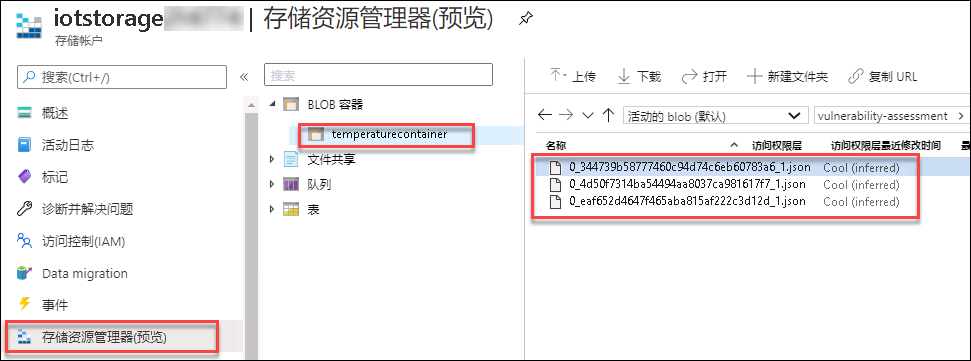 iotstorage | 存储资源管理器(预览)
存储帐户
搜索(Ctrl+/)
概述
活动日志
标记
诊断并解决问题
访问控制(IAM)
Data migration
事件
存储资源管理器(预览)
搜索
BLOB 容器
temperaturecontainer
文件共享
队列
表
上传 下载 打开 新建文件夹 复制 URL
活动的 blob (默认) vulnerability-assessment
名称 访问权限层 访问权限层最近修改时间 最
0_344739b58777460c94d74c6eb60783a6_1.json Cool (inferred)
0_4d50f7314ba54494aa8037ca981617f7_1.json Cool (inferred)
0_eaf652d4647f465aba815af222c3d12d_1.json Cool (inferred)